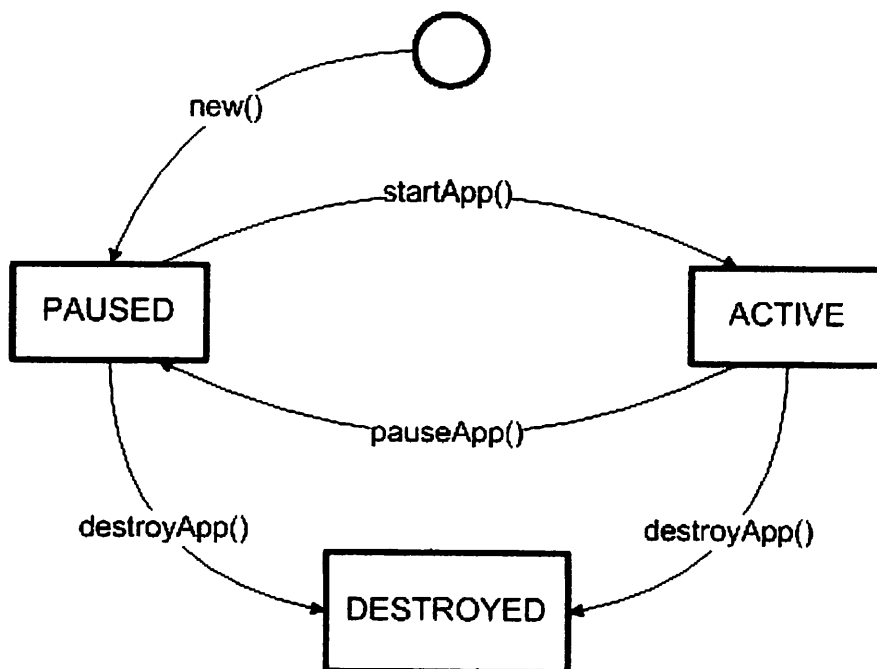 new()
startApp()
PAUSED
ACTIVE
pauseApp()
destroyApp()
destroyApp()
DESTROYED